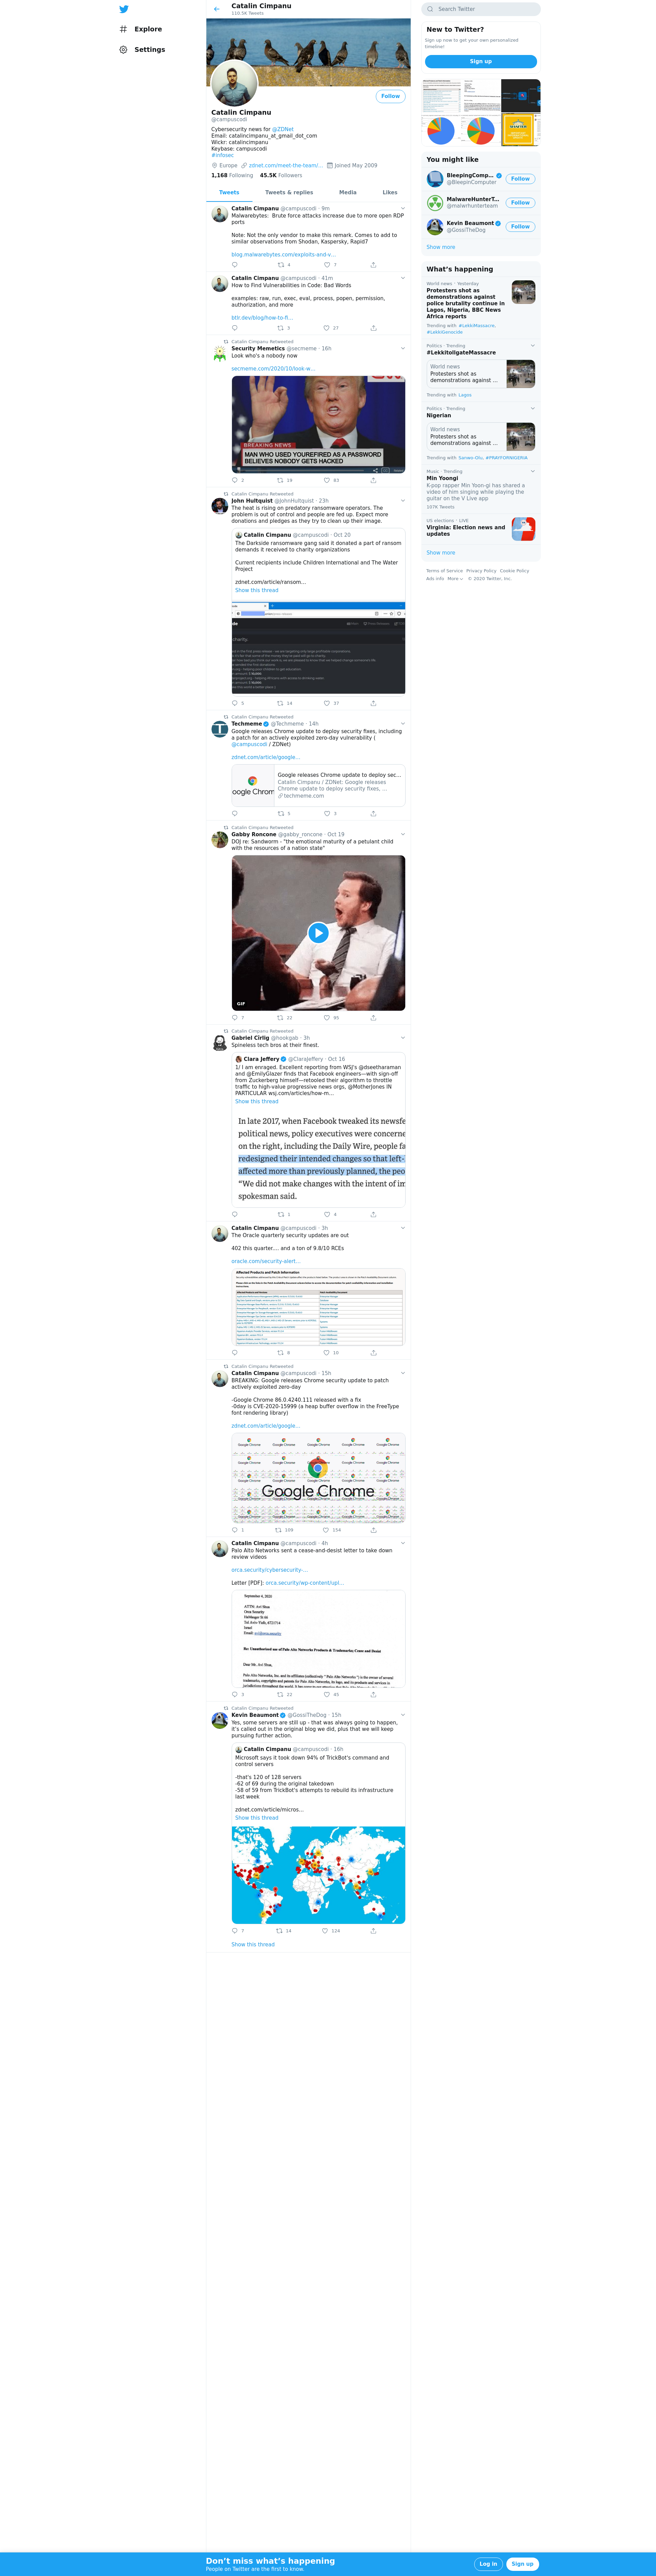 Explore
Settings
Catalin Cimpanu
110.5K Tweets
Follow
Catalin Cimpanu
@campuscodi
Cybersecurity news for @ZDNet
Email: catalincimpanu_at_gmail_dot_com
Wickr: catalincimpanu
Keybase: campuscodi
#infosec
Europe zdnet.com/meet-the-team/... Joined May 2009
1,168 Following 45.5K Followers
Tweets Tweets & replies Media Likes
Catalin Cimpanu @campuscodi · 9m
Malwarebytes: Brute force attacks increase due to more open RDP
ports
Note: Not the only vendor to make this remark. Comes to add to
similar observations from Shodan, Kaspersky, Rapid7
blog.malwarebytes.com/exploits-and-v...
4 7
Catalin Cimpanu @campuscodi · 41m
How to Find Vulnerabilities in Code: Bad Words
examples: raw, run, exec, eval, process, popen, permission,
authorization, and more
btlr.dev/blog/how-to-fi...
3 27
Catalin Cimpanu Retweeted
Security Memetics @secmeme · 16h
Look who's a nobody now
secmeme.com/2020/10/look-w...
BREAKING NEWS
MAN WHO USED YOUREFIRED AS A PASSWORD
BELIEVES NOBODY GETS HACKED
2 19 83
Catalin Cimpanu Retweeted
John Hultquist @JohnHultquist · 23h
The heat is rising on predatory ransomware operators. The
problem is out of control and people are fed up. Expect more
donations and pledges as they try to clean up their image.
Catalin Cimpanu @campuscodi · Oct 20
The Darkside ransomware gang said it donated a part of ransom
demands it received to charity organizations
Current recipients include Children International and The Water
Project
zdnet.com/article/ransom...
Show this thread
5 14 37
Catalin Cimpanu Retweeted
Techmeme @Techmeme · 14h
Google releases Chrome update to deploy security fixes, including
a patch for an actively exploited zero-day vulnerability (
@campuscodi / ZDNet)
zdnet.com/article/google...
oogle Chrom
Google releases Chrome update to deploy sec...
Catalin Cimpanu / ZDNet: Google releases
Chrome update to deploy security fixes, ...
techmeme.com
5 3
Catalin Cimpanu Retweeted
Gabby Roncone @gabby_roncone · Oct 19
DOJ re: Sandworm - "the emotional maturity of a petulant child
with the resources of a nation state"
GIF
7 22 95
Catalin Cimpanu Retweeted
Gabriel Cîrlig @hookgab · 3h
Spineless tech bros at their finest.
Clara Jeffery @ClaraJeffery · Oct 16
1/ I am enraged. Excellent reporting from WSJ's @dseetharaman
and @EmilyGlazer finds that Facebook engineers—with sign-off
from Zuckerberg himself—retooled their algorithm to throttle
traffic to high-value progressive news orgs, @MotherJones IN
PARTICULAR wsj.com/articles/how-m...
Show this thread
In late 2017, when Facebook tweaked its newsfe
political news, policy executives were concerne
on the right, including the Daily Wire, people fa
redesigned their intended changes so that left-
affected more than previously planned, the peo
"We did not make changes with the intent of im
spokesman said.
1 4
Catalin Cimpanu @campuscodi · 3h
The Oracle quarterly security updates are out
402 this quarter.... and a ton of 9.8/10 RCEs
oracle.com/security-alert...
Affected Products and Patch Information
8 10
Catalin Cimpanu Retweeted
Catalin Cimpanu @campuscodi · 15h
BREAKING: Google releases Chrome security update to patch
actively exploited zero-day
-Google Chrome 86.0.4240.111 released with a fix
-0day is CVE-2020-15999 (a heap buffer overflow in the FreeType
font rendering library)
zdnet.com/article/google...
Google Chrome
1 109 154
Catalin Cimpanu @campuscodi · 4h
Palo Alto Networks sent a cease-and-desist letter to take down
review videos
orca.security/cybersecurity-...
Letter [PDF]: orca.security/wp-content/upl...
September 6, 2020
ATTN: Avi Shua
Orca Security
Israel
Re: Unauthorized use of Palo Alto Networks Products & Trademarks; Cease and Desist
Dear Mr. Avi Shua,
3 22 45
Catalin Cimpanu Retweeted
Kevin Beaumont @GossiTheDog · 15h
Yes, some servers are still up - that was always going to happen,
it's called out in the original blog we did, plus that we will keep
pursuing further action.
Catalin Cimpanu @campuscodi · 16h
Microsoft says it took down 94% of TrickBot's command and
control servers
-that's 120 of 128 servers
-62 of 69 during the original takedown
-58 of 59 from TrickBot's attempts to rebuild its infrastructure
last week
zdnet.com/article/micros...
Show this thread
7 14 124
Show this thread
Search Twitter
New to Twitter?
Sign up now to get your own personalized
timeline!
Sign up
You might like
BleepingComp...
@BleepinComputer
Follow
MalwareHunterT...
@malwrhunterteam
Follow
Kevin Beaumont
@GossiTheDog
Follow
Show more
What's happening
World news · Yesterday
Protesters shot as
demonstrations against
police brutality continue in
Lagos, Nigeria, BBC News
Africa reports
Trending with #LekkiMassacre,
#LekkiGenocide
Politics · Trending
#LekkitollgateMassacre
World news
Protesters shot as
demonstrations against ...
Trending with Lagos
Politics · Trending
Nigerian
World news
Protesters shot as
demonstrations against ...
Trending with Sanwo-Olu, #PRAYFORNIGERIA
Music · Trending
Min Yoongi
K-pop rapper Min Yoon-gi has shared a
video of him singing while playing the
guitar on the V Live app
107K Tweets
US elections · LIVE
Virginia: Election news and
updates
Show more
Terms of Service Privacy Policy Cookie Policy
Ads info More © 2020 Twitter, Inc.
Don't miss what's happening
People on Twitter are the first to know.
Log in
Sign up